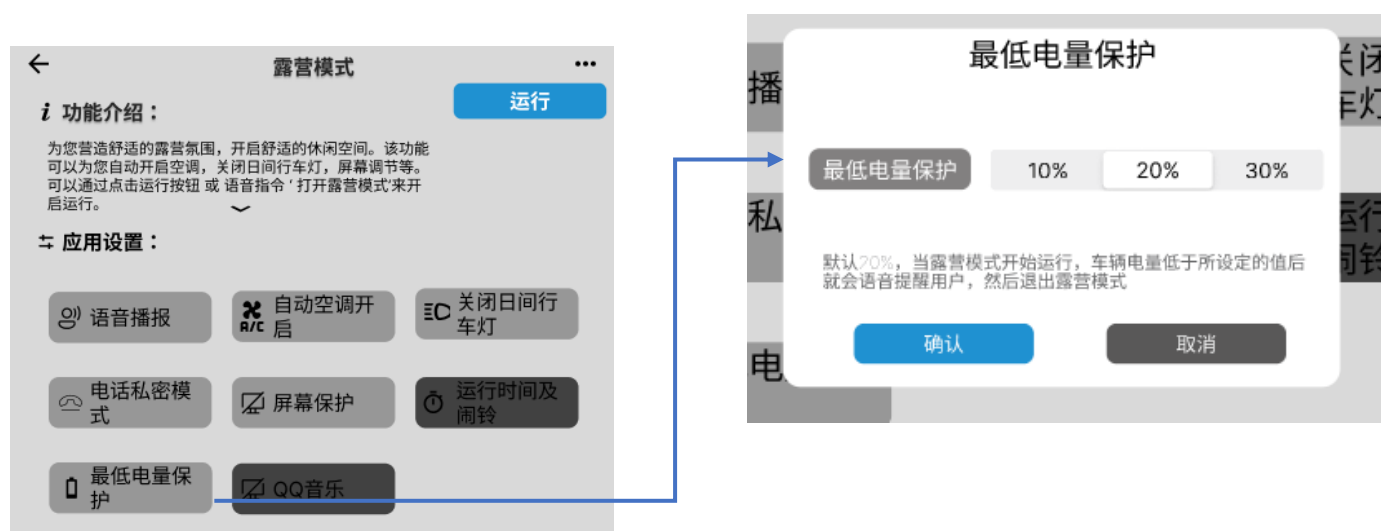 露营模式
i 功能介绍：
运行
为您营造舒适的露营氛围，开启舒适的休闲空间。该功能
可以为您自动开启空调，关闭日间行车灯，屏幕调节等。
可以通过点击运行按钮 或 语音指令 ‘ 打开露营模式’来开
启运行。
应用设置：
语音播报
A/C
自动空调开
启
关闭日间行
车灯
电话私密模
式
屏幕保护
运行时间及
闹铃
最低电量保
护
QQ音乐
最低电量保护
播
关闭
车灯
最低电量保护
10%
20%
30%
私
运行
闹铃
默认20%，当露营模式开始运行，车辆电量低于所设定的值后
就会语音提醒用户，然后退出露营模式
确认
取消
电